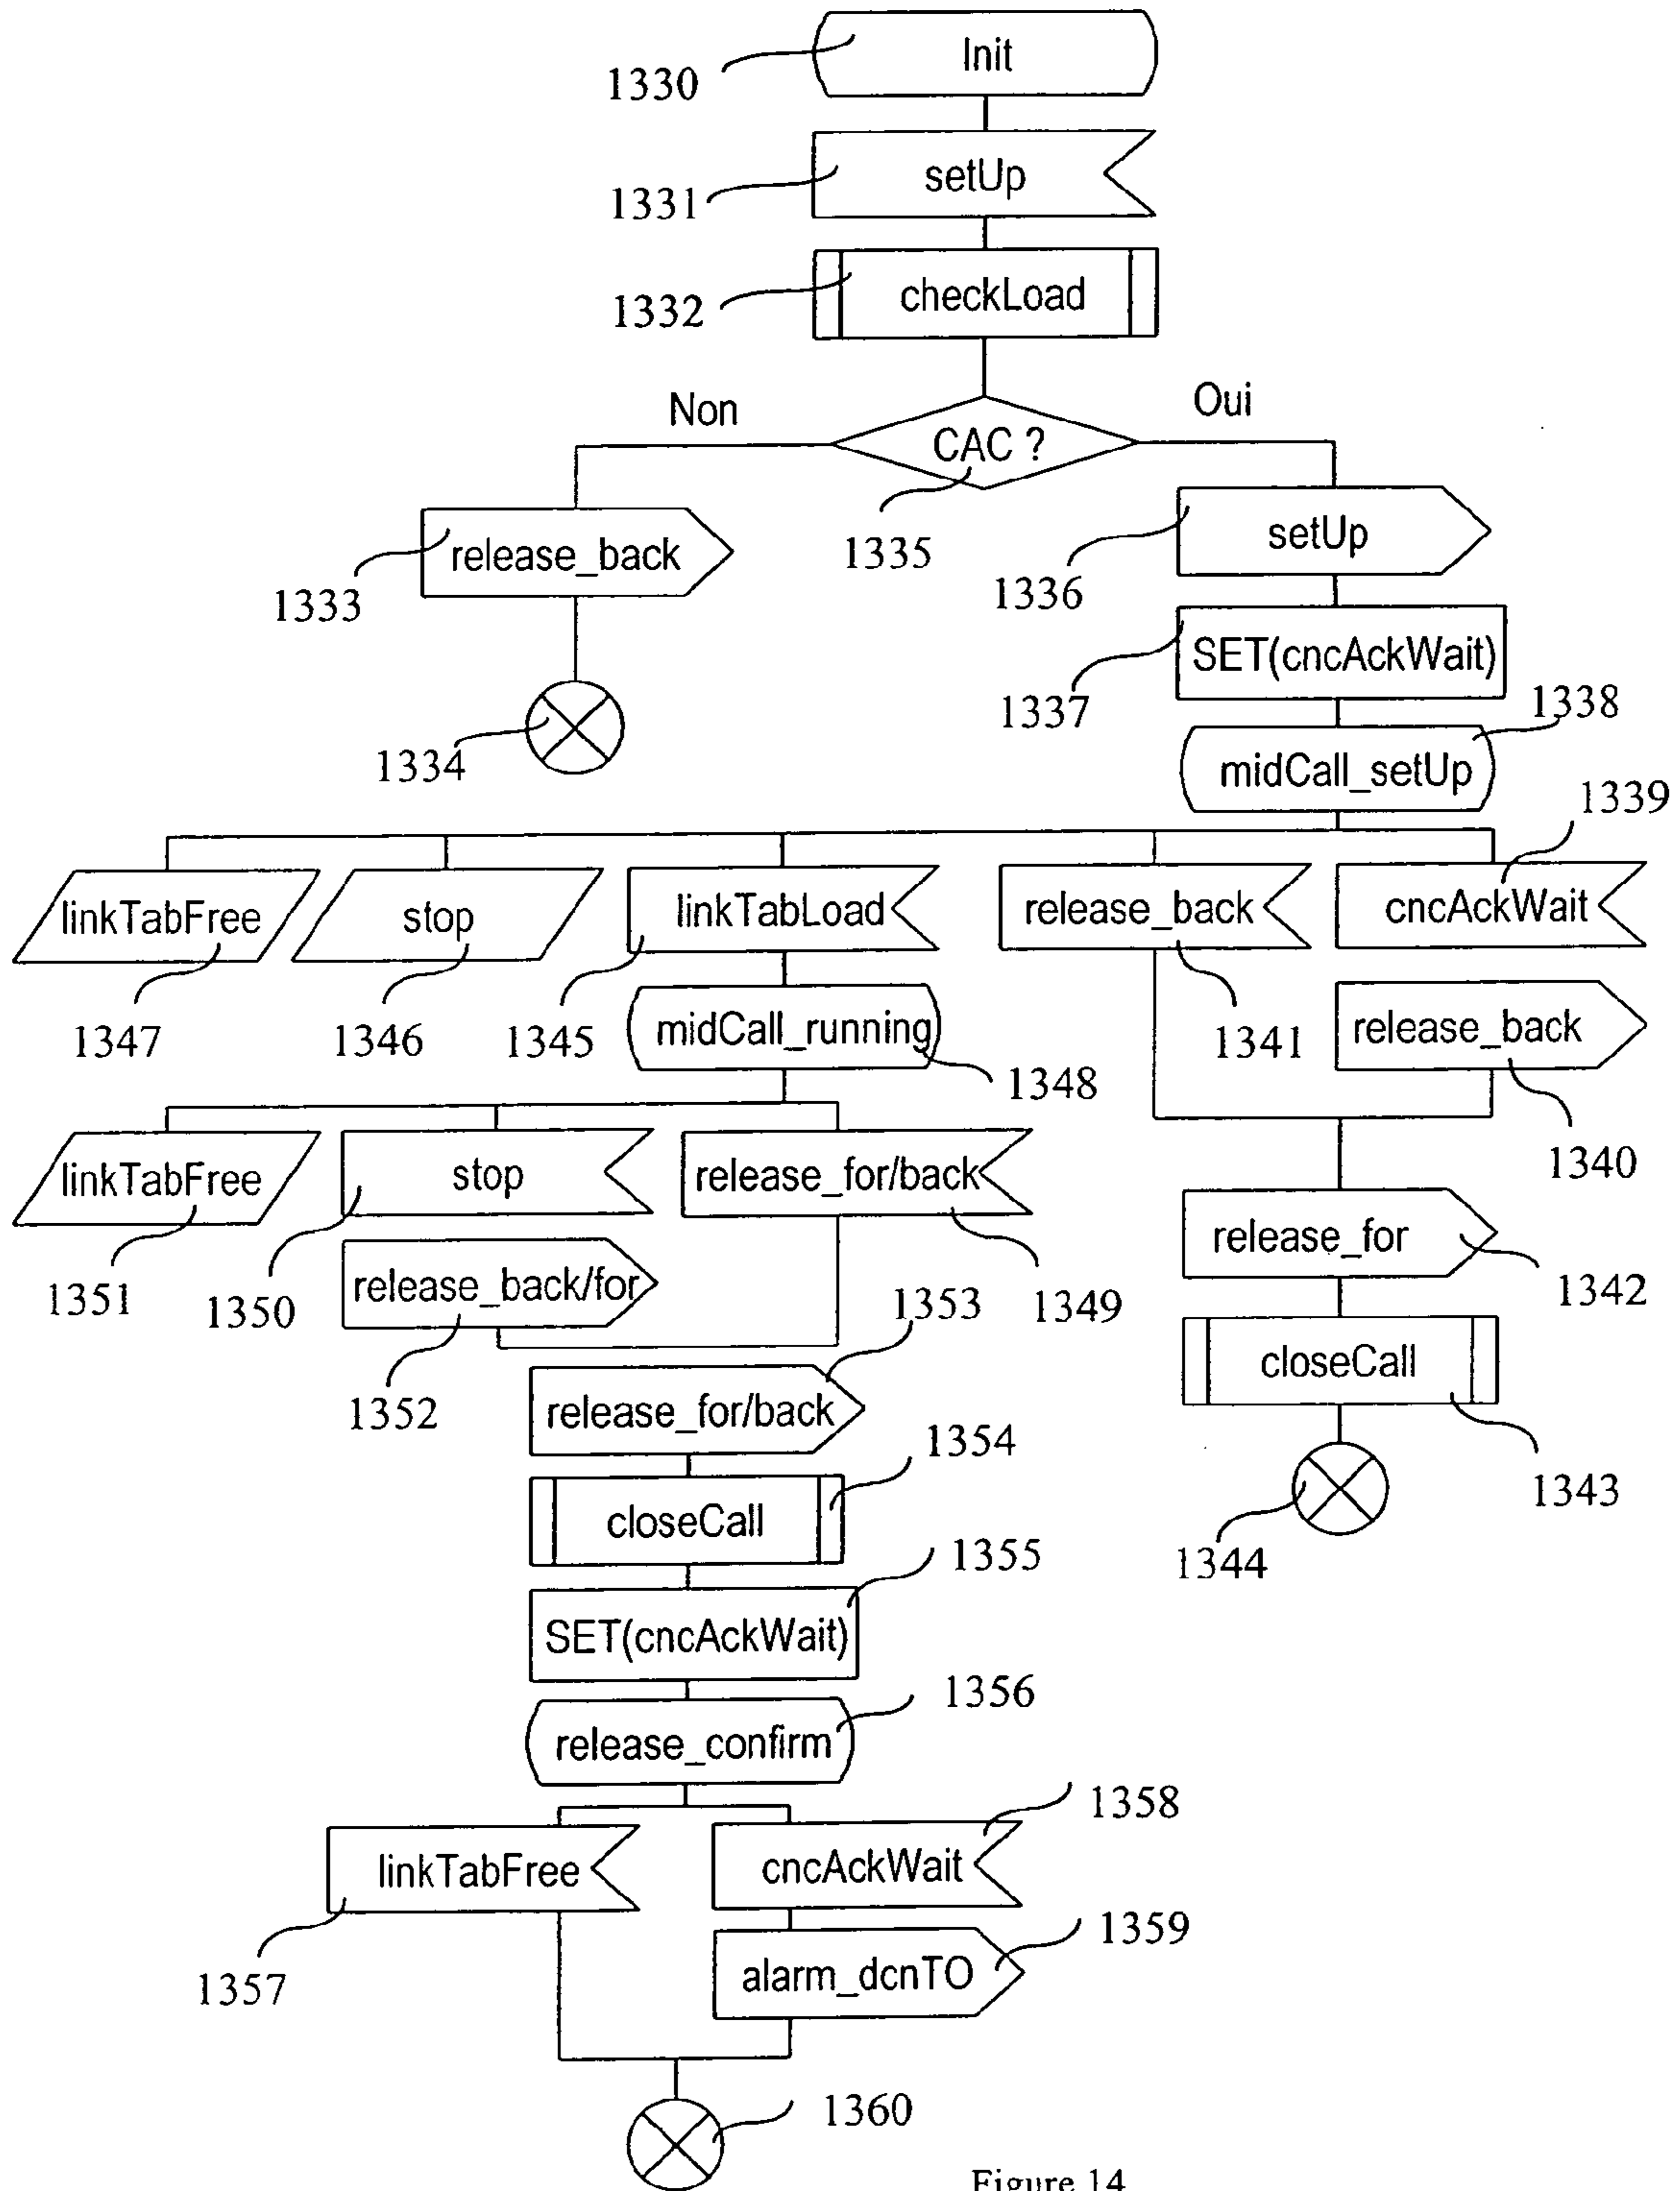 Init
1330
setUp
1331
checkLoad
1332
Non
Oui
CAC ?
1335
release_back
1333
setUp
1336
SET(cncAckWait)
1337
1334
1338
midCall_setUp
1339
linkTabFree
stop
linkTabLoad
release_back
cncAckWait
1347
1346
1345
midCall_running
1341
release_back
1348
1340
linkTabFree
stop
release_for/back
release_for
1351
1350
release_back/for
1353
1349
1342
1352
release_for/back
closeCall
1354
1343
closeCall
1355
1344
SET(cncAckWait)
1356
release_confirm
1358
linkTabFree
cncAckWait
1359
1357
alarm_dcnTO
1360
Figure 14